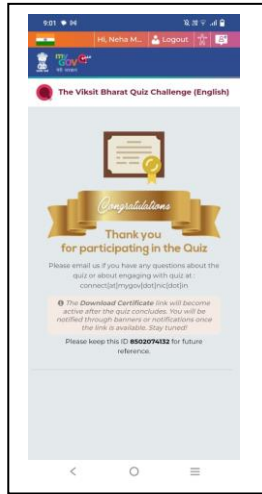 9:01
Hi, Neha M...
Logout
my
GOV
मेरी सरकार
The Viksit Bharat Quiz Challenge (English)
Congratulations
Thank you
for participating in the Quiz
Please email us if you have any questions about the
quiz or about engaging with quiz at :
connect[at]mygov[dot]nic[dot]in
The Download Certificate link will become
active after the quiz concludes. You will be
notified through banners or notifications once
the link is available. Stay tuned!
Please keep this ID 8502074132 for future
reference.